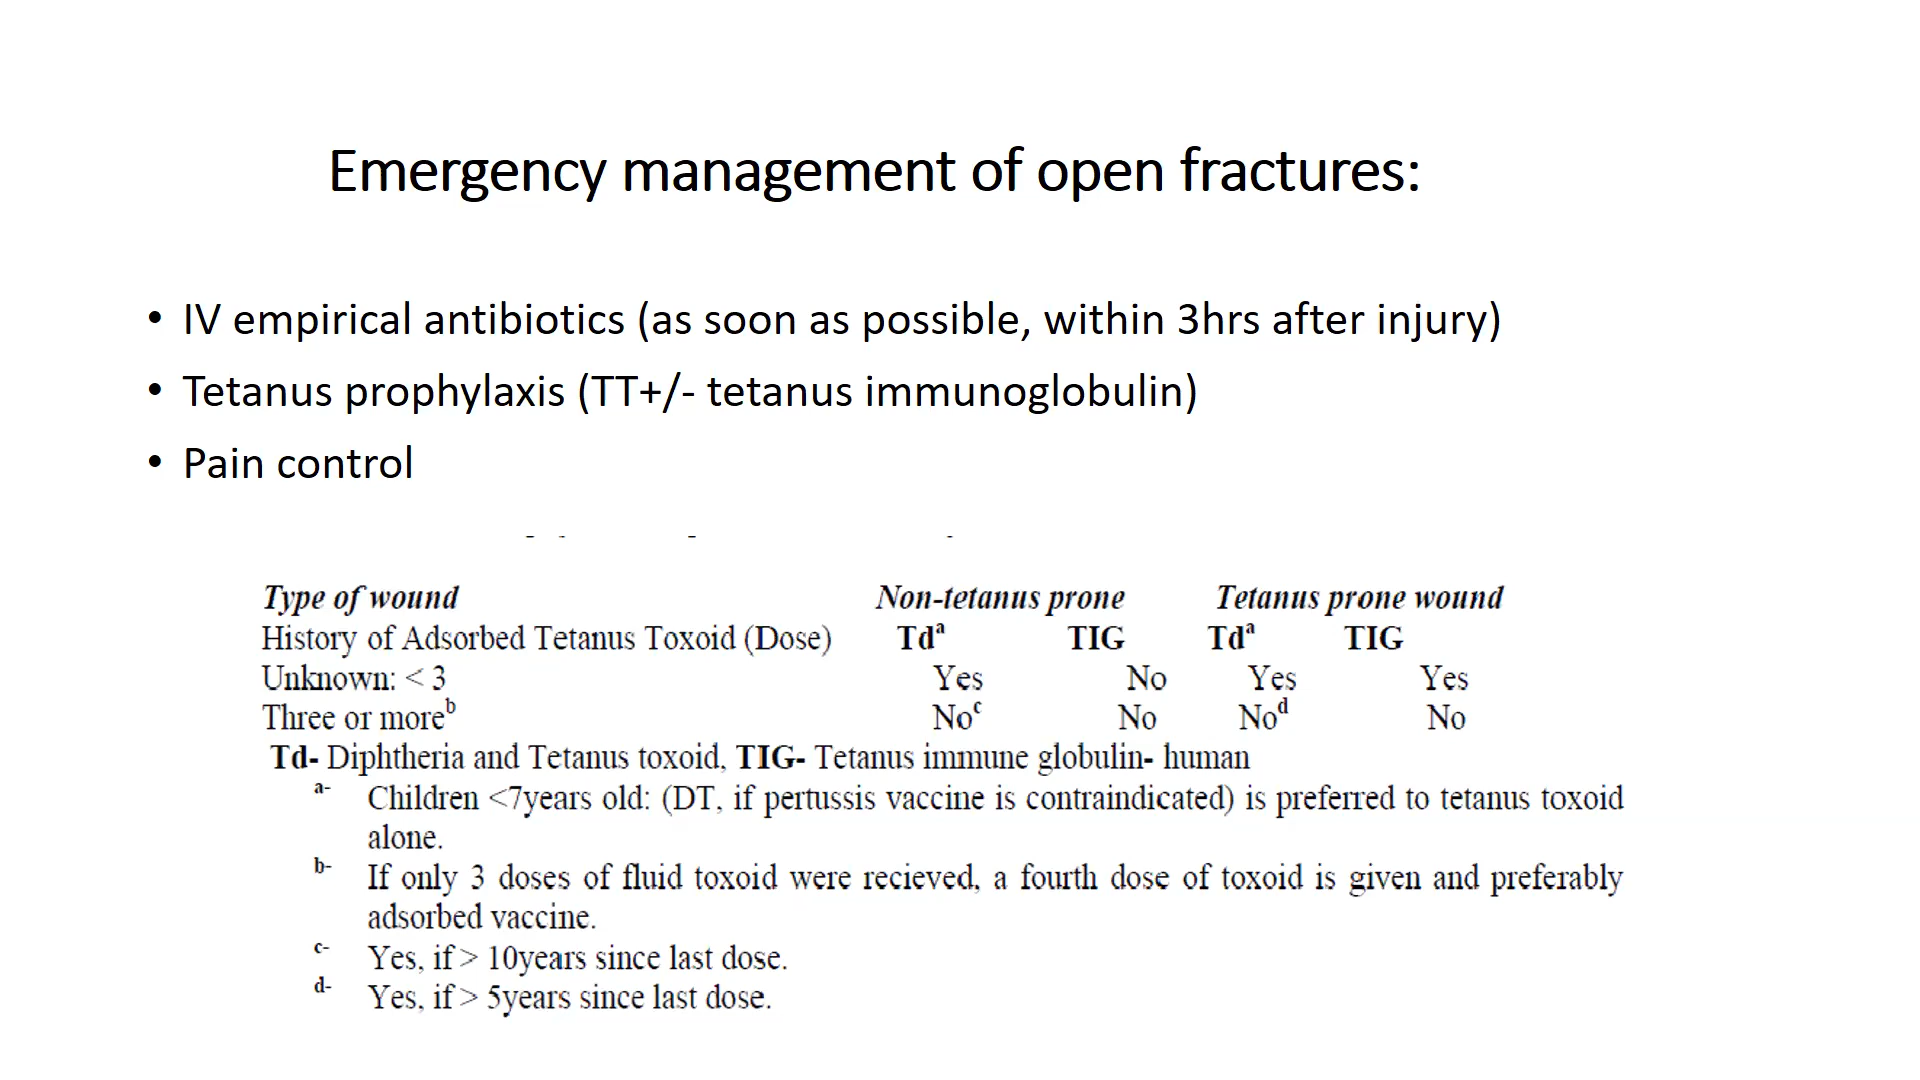 Emergency management of open fractures:
• IV empirical antibiotics (as soon as possible, within 3hrs after injury)
• Tetanus prophylaxis (TT+/- tetanus immunoglobulin)
• Pain control
Type of wound Non-tetanus prone Tetanus prone wound
History of Adsorbed Tetanus Toxoid (Dose) Tdª TIG Tdª TIG
Unknown: < 3 Yes No Yes Yes
Three or moreᵇ Noᶜ No Noᵈ No
Td- Diphtheria and Tetanus toxoid, TIG- Tetanus immune globulin- human
a- Children <7years old: (DT, if pertussis vaccine is contraindicated) is preferred to tetanus toxoid
alone.
b- If only 3 doses of fluid toxoid were recieved, a fourth dose of toxoid is given and preferably
adsorbed vaccine.
c- Yes, if > 10years since last dose.
d- Yes, if > 5years since last dose.